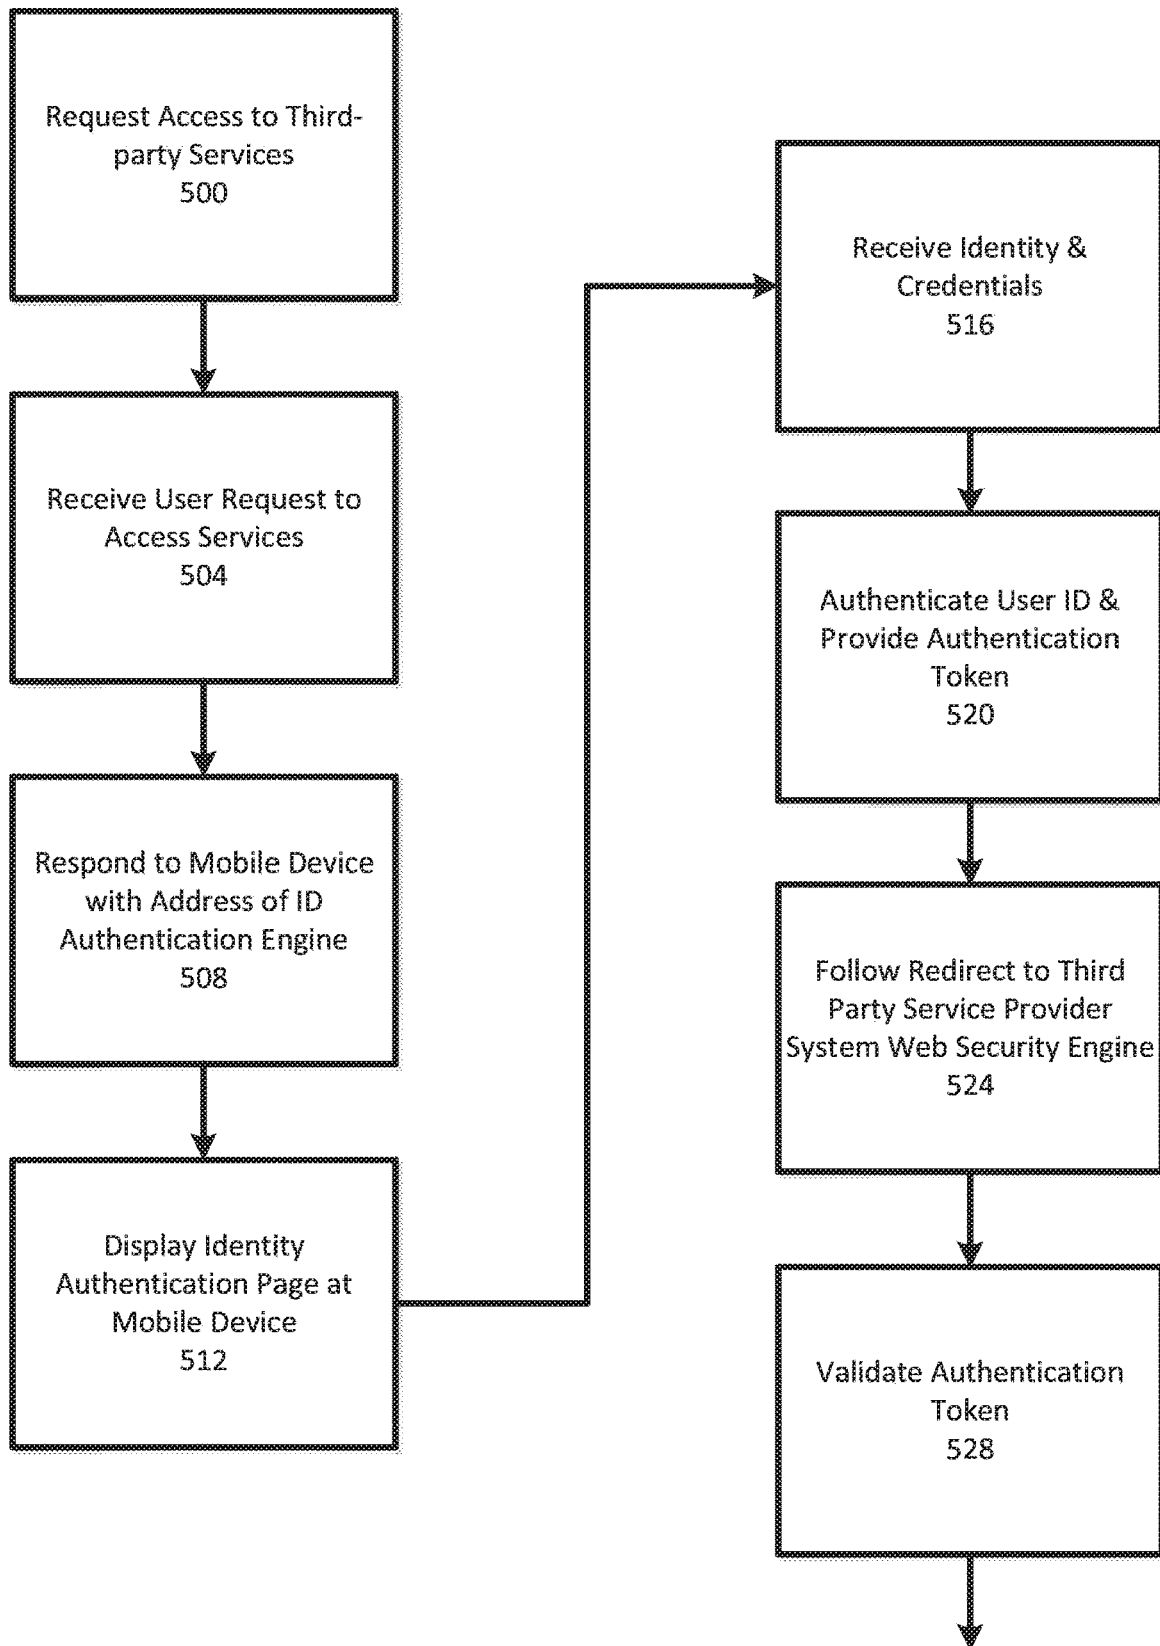 Request Access to Third-
party Services
500
Receive User Request to
Access Services
504
Respond to Mobile Device
with Address of ID
Authentication Engine
508
Display Identity
Authentication Page at
Mobile Device
512
Receive Identity &
Credentials
516
Authenticate User ID &
Provide Authentication
Token
520
Follow Redirect to Third
Party Service Provider
System Web Security Engine
524
Validate Authentication
Token
528